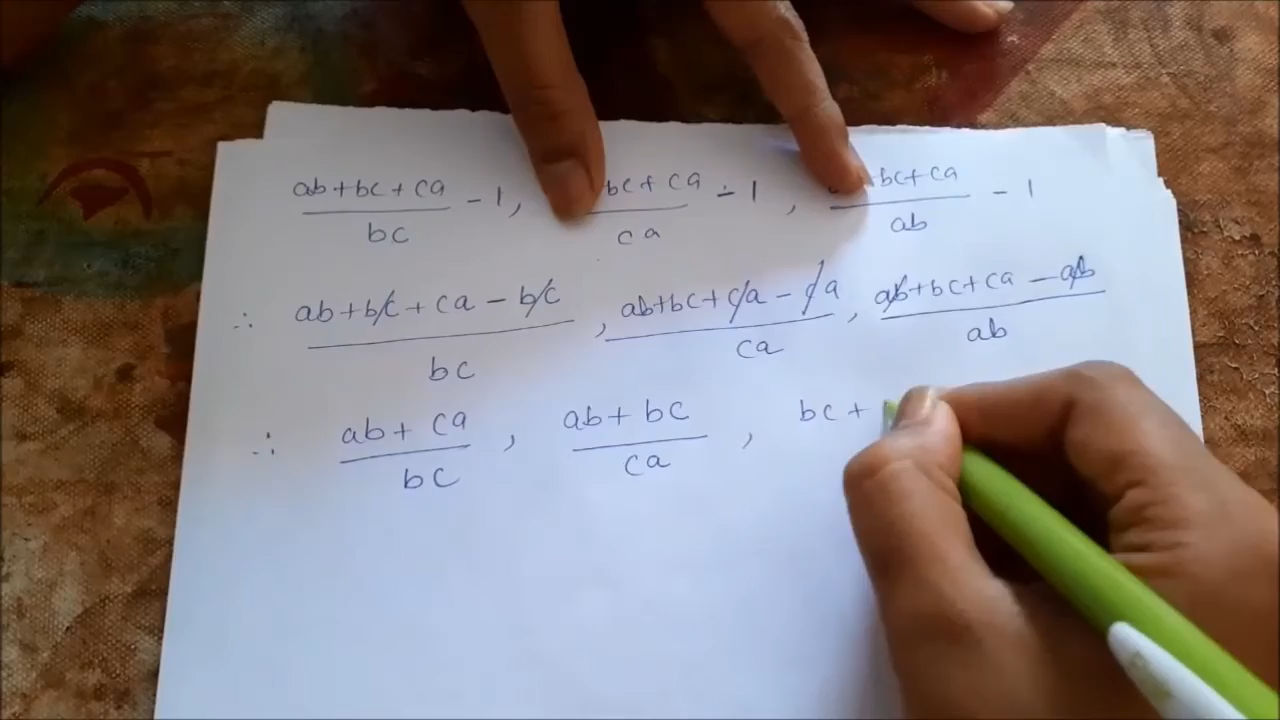 (ab+bc+ca)/bc - 1, bc+ca/ca ÷ 1, +bc+ca/ab - 1
∴ (ab+bc+ca-bc)/bc, (ab+bc+ca-ca)/ca, (ab+bc+ca-ab)/ab
∴ (ab+ca)/bc, (ab+bc)/ca, bc+